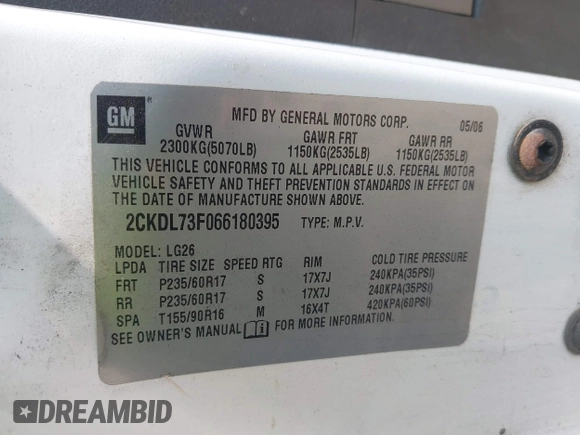 GM
MFD BY GENERAL MOTORS CORP. 05/06
GVWR GAWR FRT GAWR RR
2300KG(5070LB) 1150KG(2535LB) 1150KG(2535LB)
THIS VEHICLE CONFORMS TO ALL APPLICABLE U.S. FEDERAL MOTOR
VEHICLE SAFETY AND THEFT PREVENTION STANDARDS IN EFFECT ON
THE DATE OF MANUFACTURE SHOWN ABOVE.
2CKDL73F066180395 TYPE: M.P.V.
MODEL: LG26
LPDA TIRE SIZE SPEED RTG RIM COLD TIRE PRESSURE
FRT P235/60R17 S 17X7J 240KPA(35PSI)
RR P235/60R17 S 17X7J 240KPA(35PSI)
SPA T155/90R16 M 16X4T 420KPA(60PSI)
SEE OWNER'S MANUAL FOR MORE INFORMATION.
DREAMBID